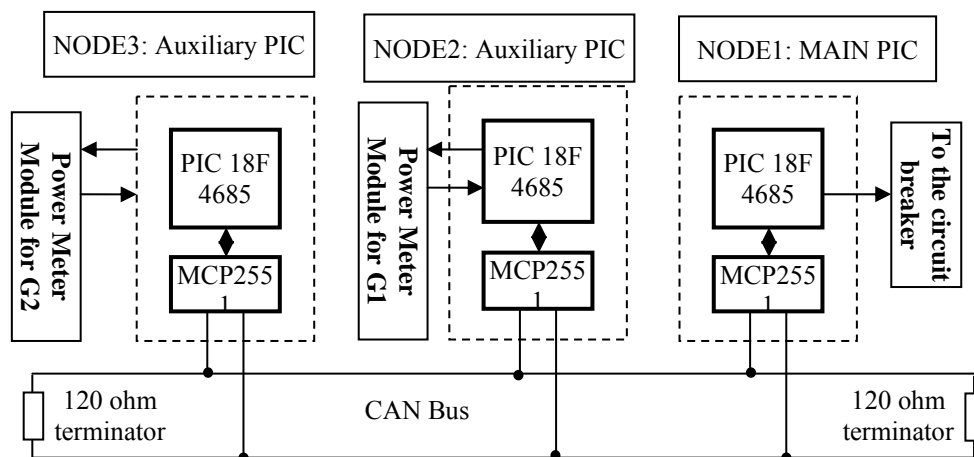 NODE3: Auxiliary PIC
NODE2: Auxiliary PIC
NODE1: MAIN PIC
Power Meter
Module for G2
PIC 18F
4685
MCP255
1
Power Meter
Module for G1
PIC 18F
4685
MCP255
1
PIC 18F
4685
MCP255
1
To the circuit
breaker
120 ohm
terminator
CAN Bus
120 ohm
terminator